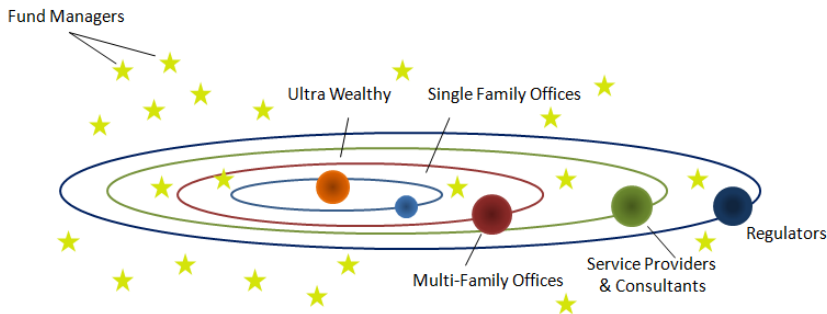 Fund Managers
Ultra Wealthy
Single Family Offices
Regulators
Multi-Family Offices
Service Providers
& Consultants